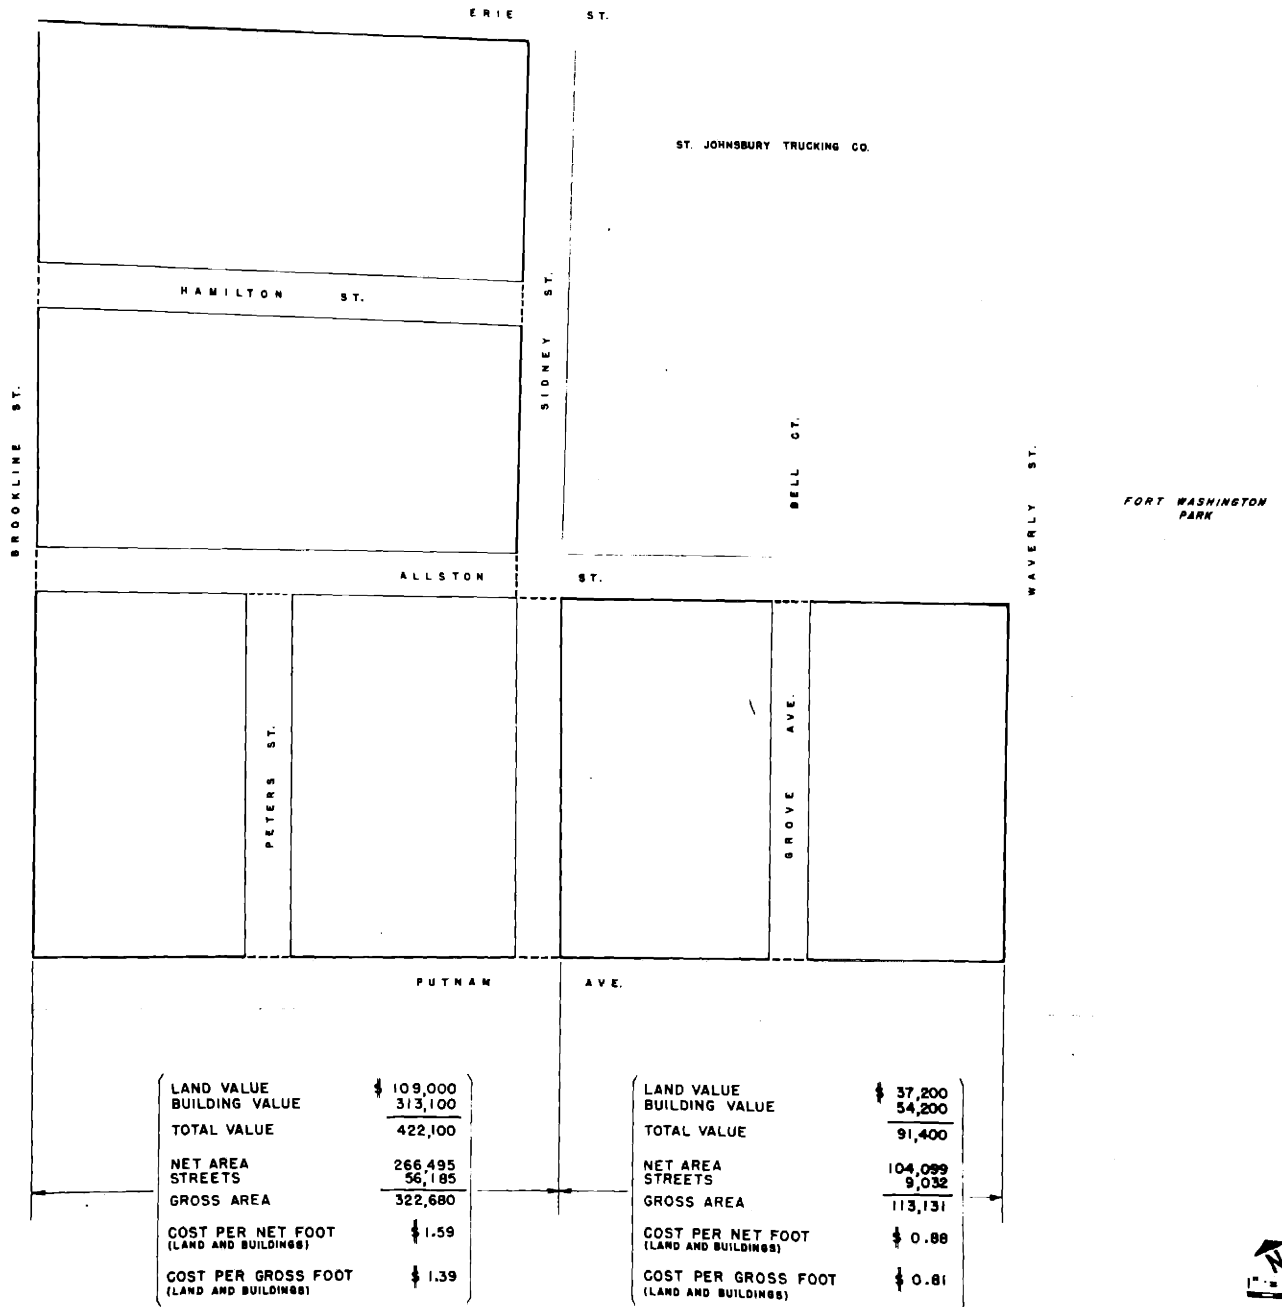 ERIE ST.
ST. JOHNSBURY TRUCKING CO.
HAMILTON ST.
SIDNEY ST.
BROOKLINE ST.
BELL CT.
WAVERLY ST.
FORT WASHINGTON
PARK
ALLSTON ST.
PETERS ST.
GROVE AVE.
PUTNAM AVE.
LAND VALUE $ 109,000
BUILDING VALUE 313,100
TOTAL VALUE 422,100
NET AREA 266,495
STREETS 56,185
GROSS AREA 322,680
COST PER NET FOOT $ 1.59
(LAND AND BUILDINGS)
COST PER GROSS FOOT $ 1.39
(LAND AND BUILDINGS)
LAND VALUE $ 37,200
BUILDING VALUE 54,200
TOTAL VALUE 91,400
NET AREA 104,099
STREETS 9,032
GROSS AREA 113,131
COST PER NET FOOT $ 0.88
(LAND AND BUILDINGS)
COST PER GROSS FOOT $ 0.81
(LAND AND BUILDINGS)
N